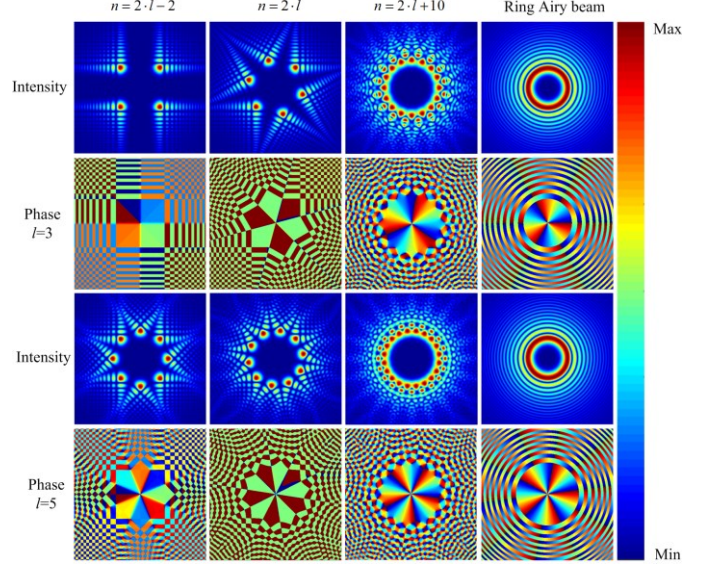 n = 2 · l − 2
n = 2 · l
n = 2 · l + 10
Ring Airy beam
Max
Intensity
Phase
l=3
Intensity
Phase
l=5
Min